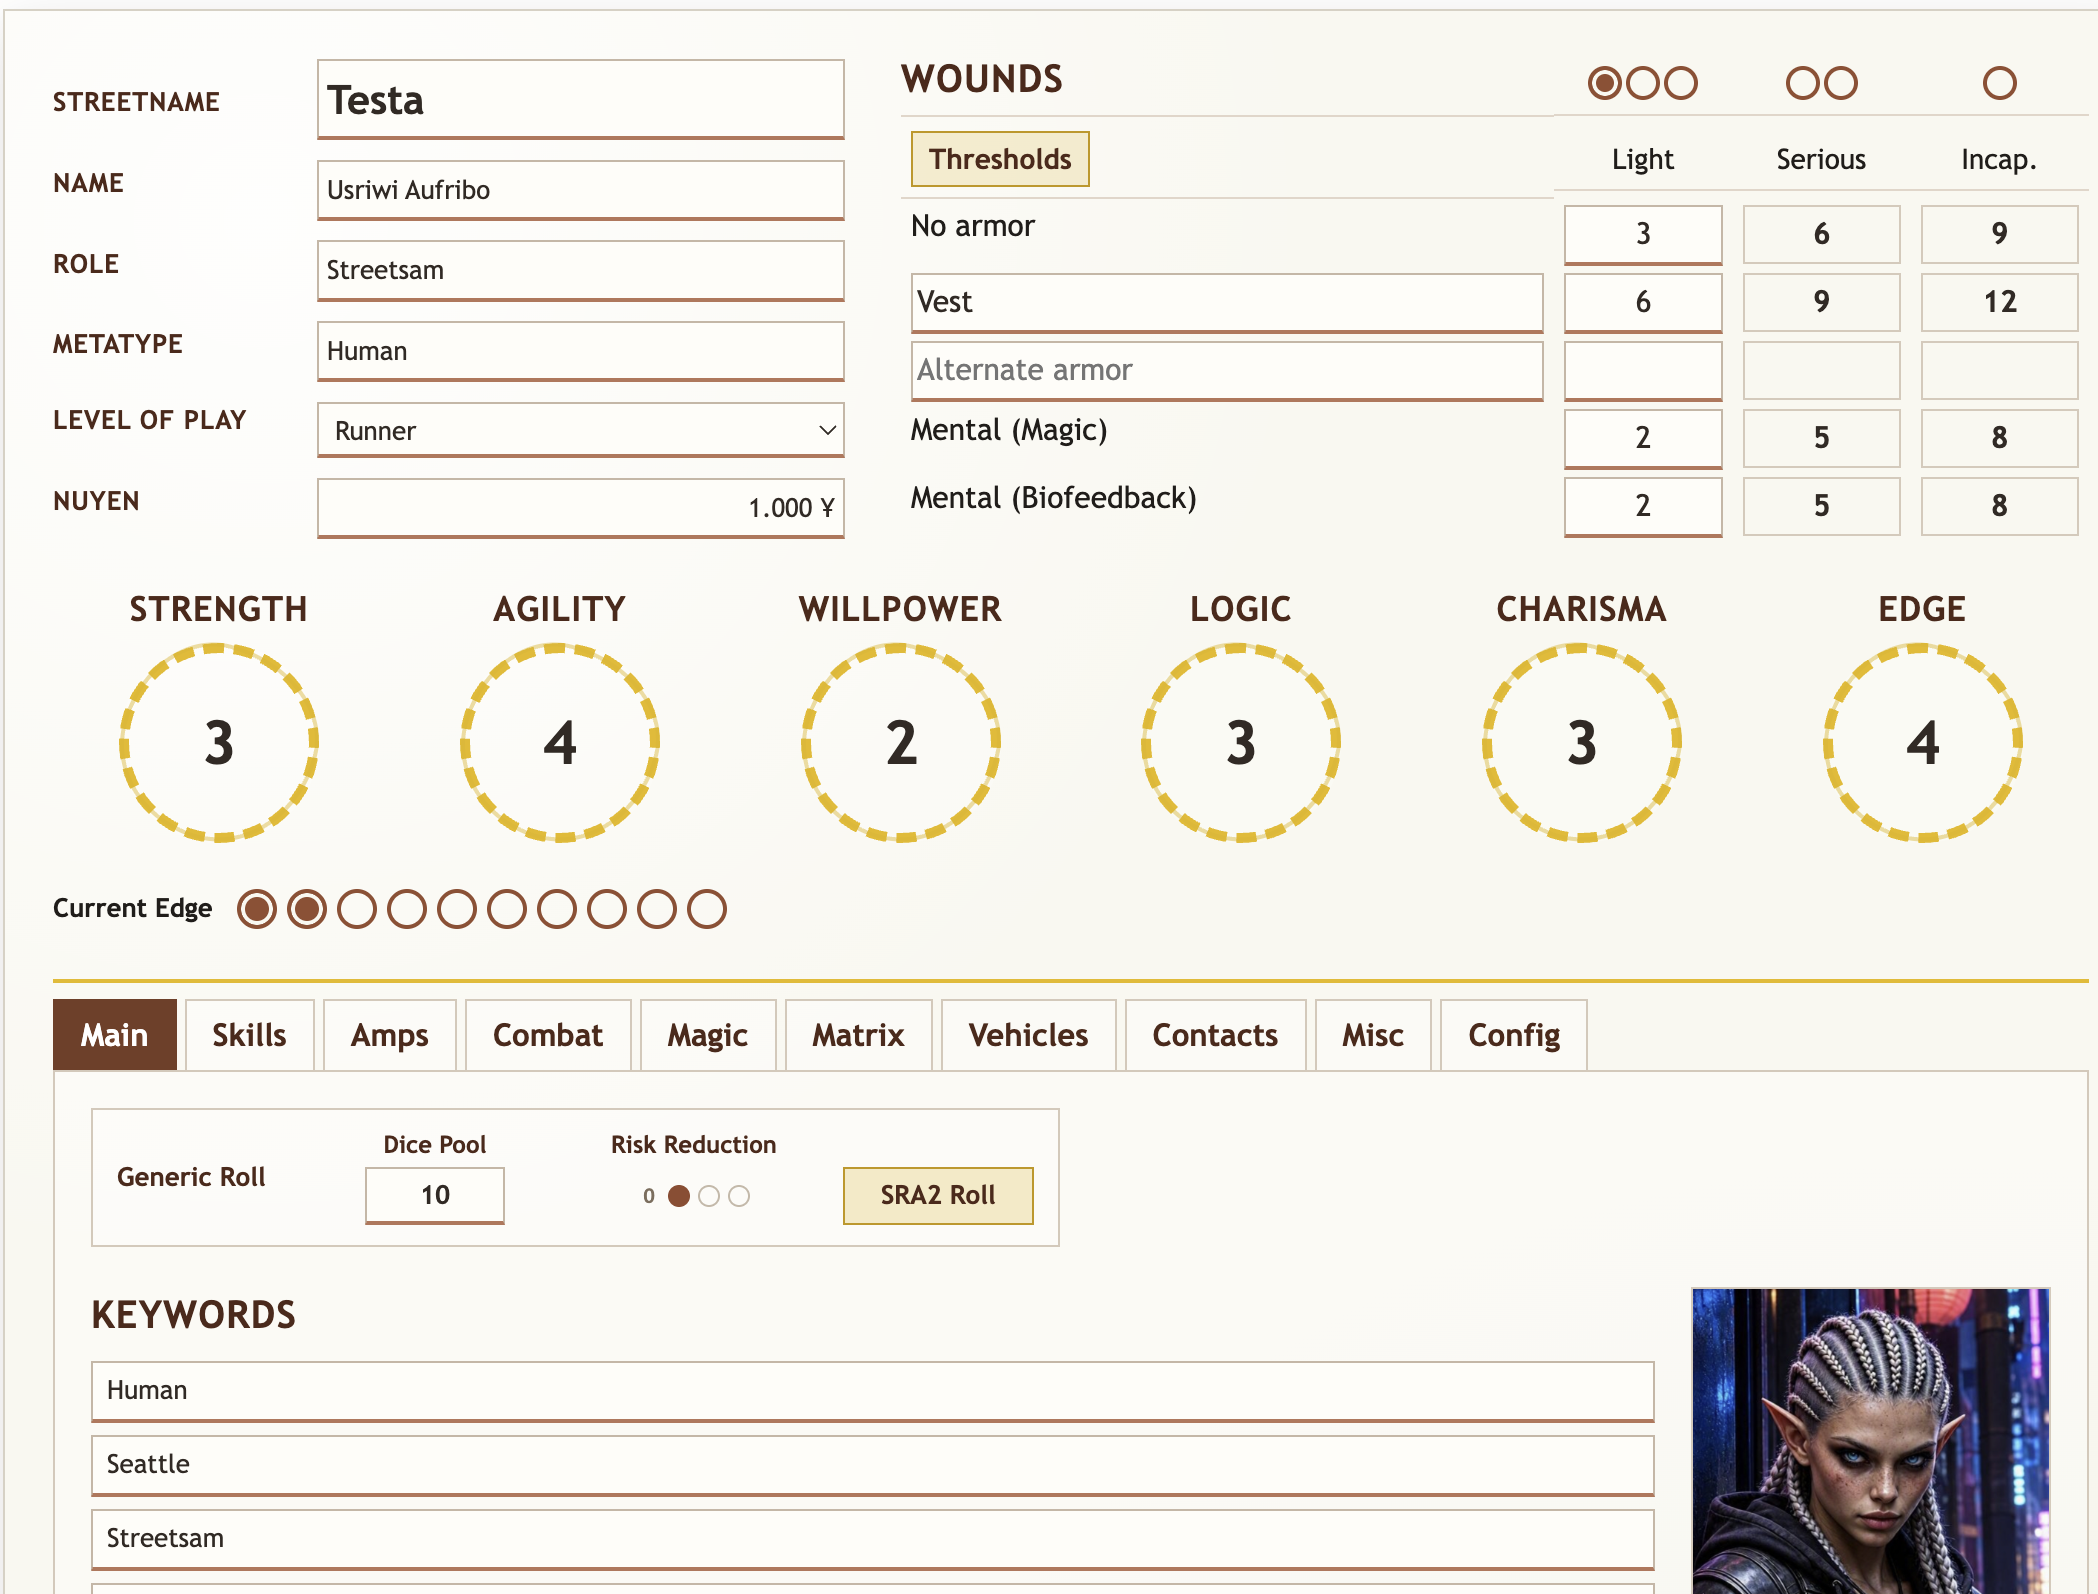 STREETNAME
Testa
NAME
Usriwi Aufribo
ROLE
Streetsam
METATYPE
Human
LEVEL OF PLAY
Runner
NUYEN
1.000 ¥
WOUNDS
Thresholds
Light Serious Incap.
No armor 3 6 9
Vest 6 9 12
Alternate armor
Mental (Magic) 2 5 8
Mental (Biofeedback) 2 5 8
STRENGTH AGILITY WILLPOWER LOGIC CHARISMA EDGE
3 4 2 3 3 4
Current Edge
Main Skills Amps Combat Magic Matrix Vehicles Contacts Misc Config
Dice Pool Risk Reduction
Generic Roll 10 0 SRA2 Roll
KEYWORDS
Human
Seattle
Streetsam